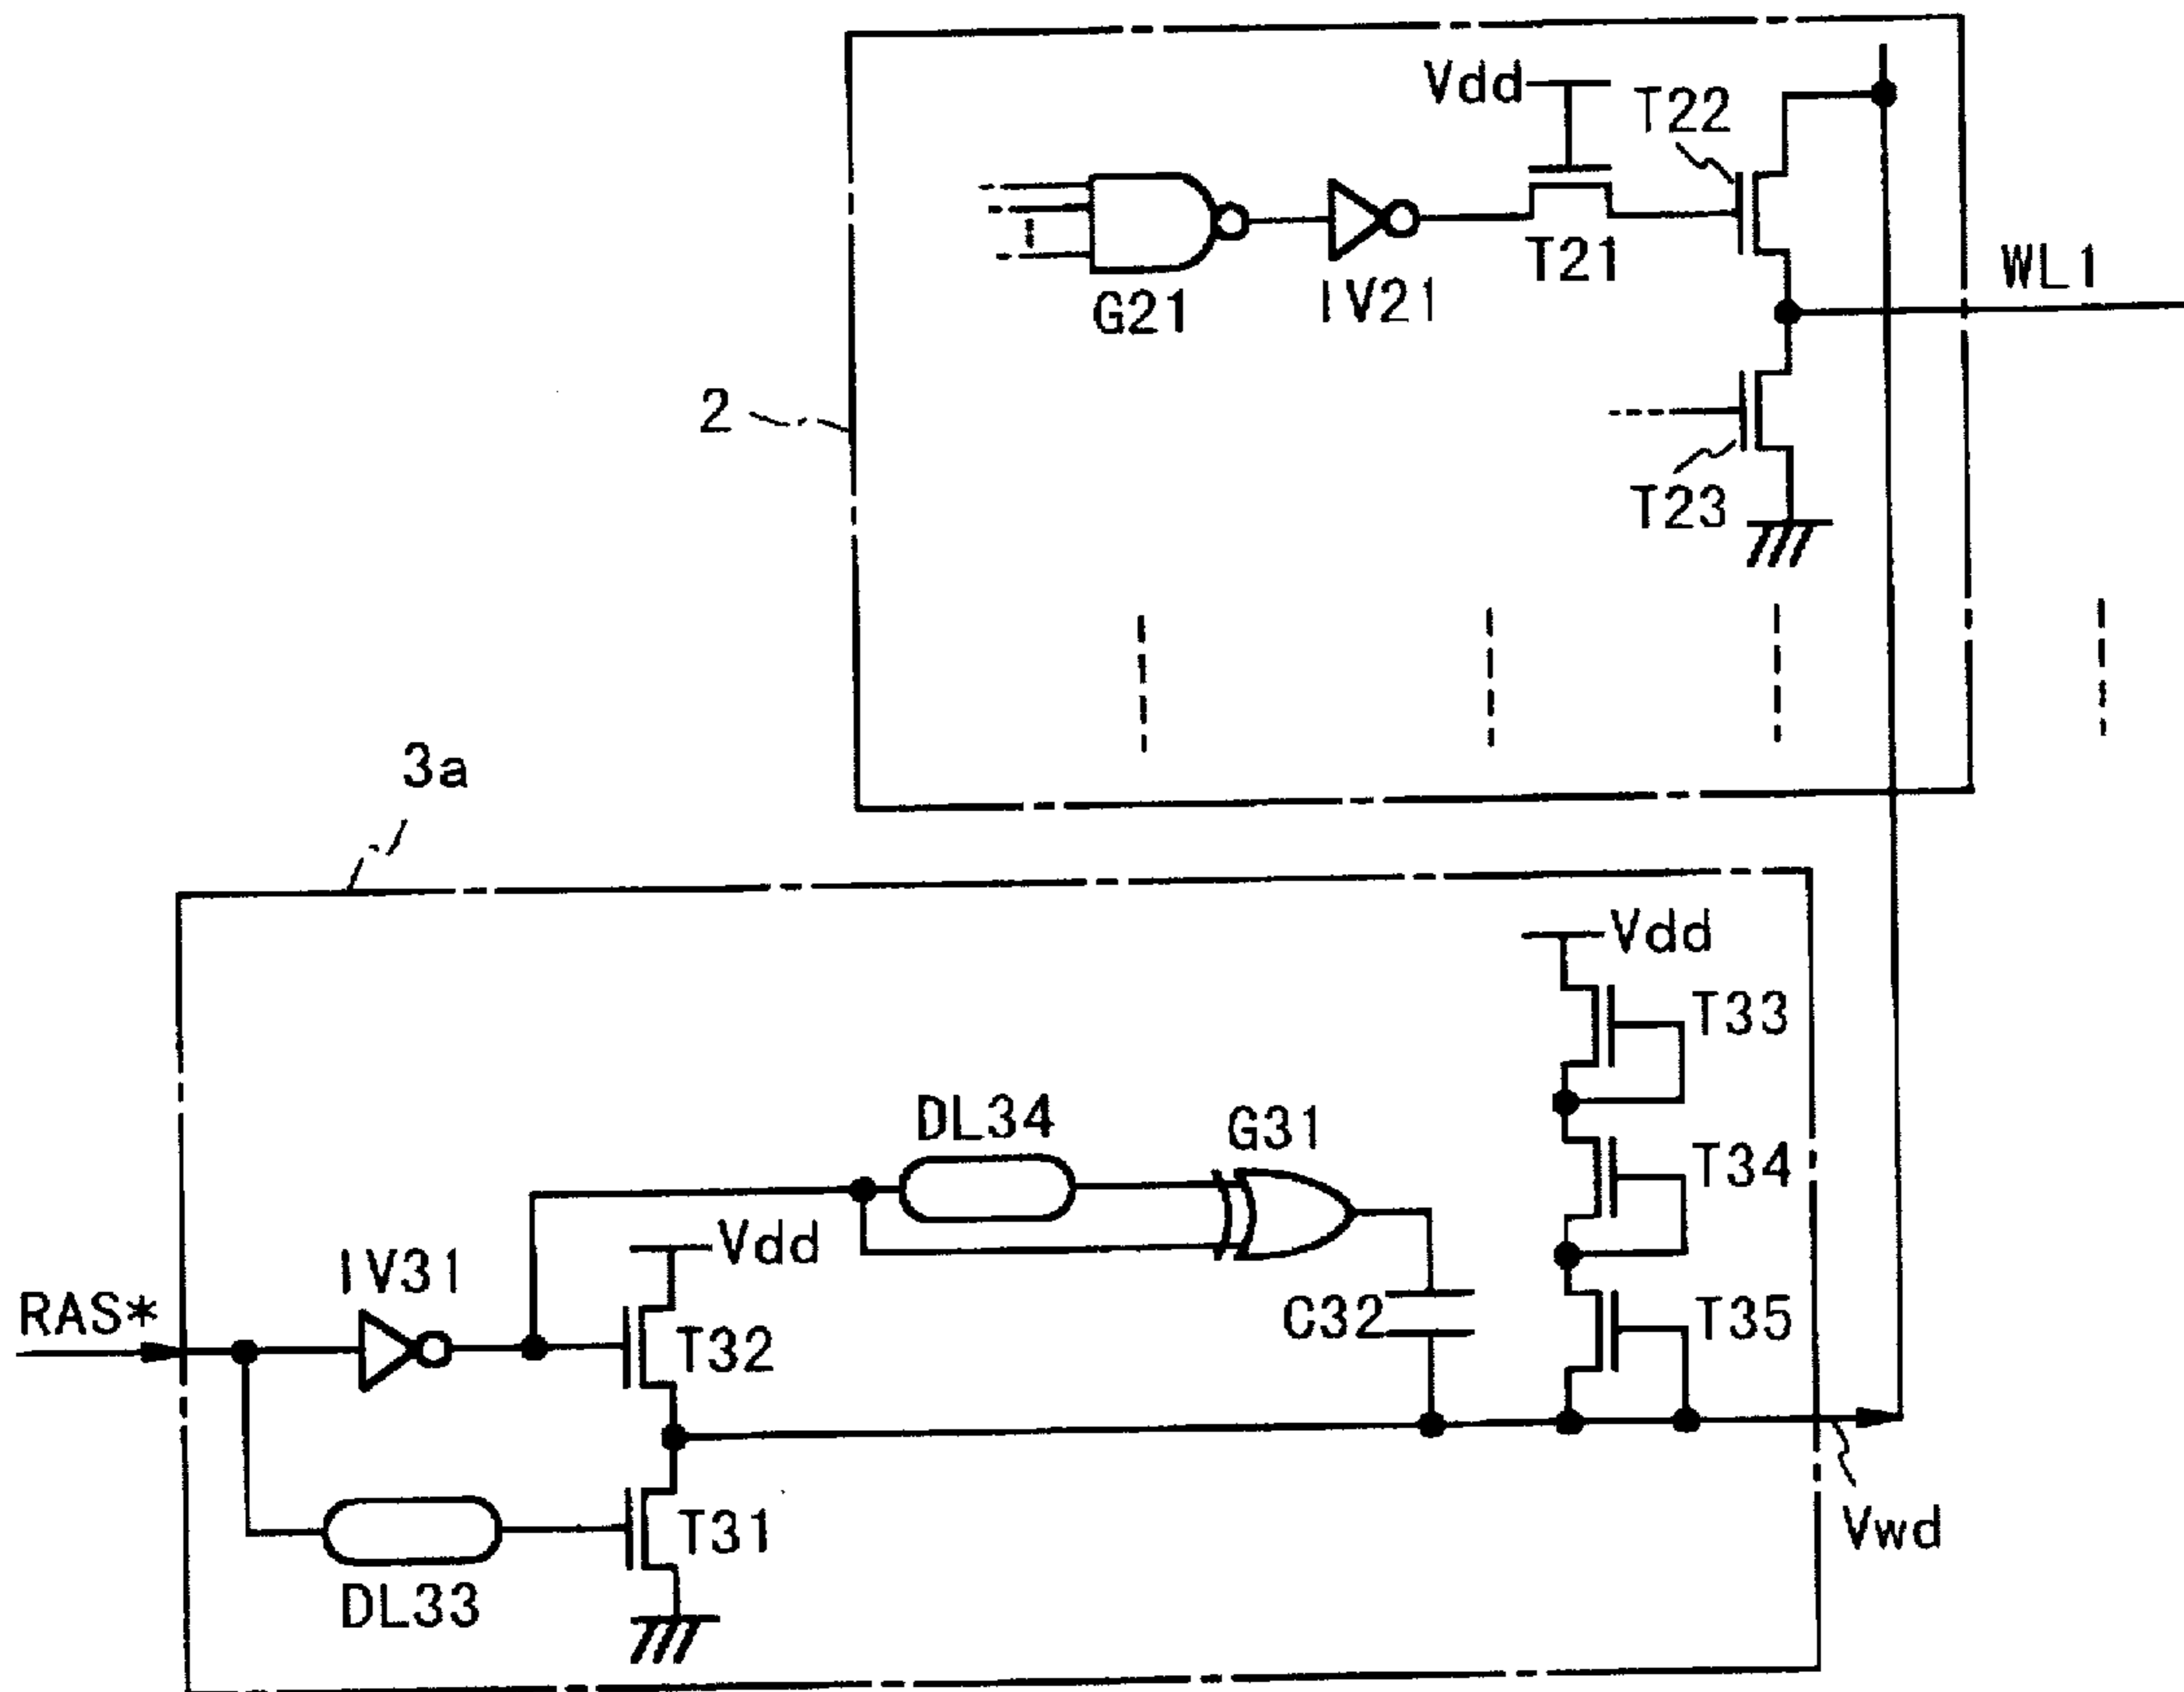 Vdd
T22
G21
IV21
T21
WL1
2
T23
3a
Vdd
T33
DL34
G31
T34
Vdd
IV31
RAS*
T32
C32
T35
T31
Vwd
DL33